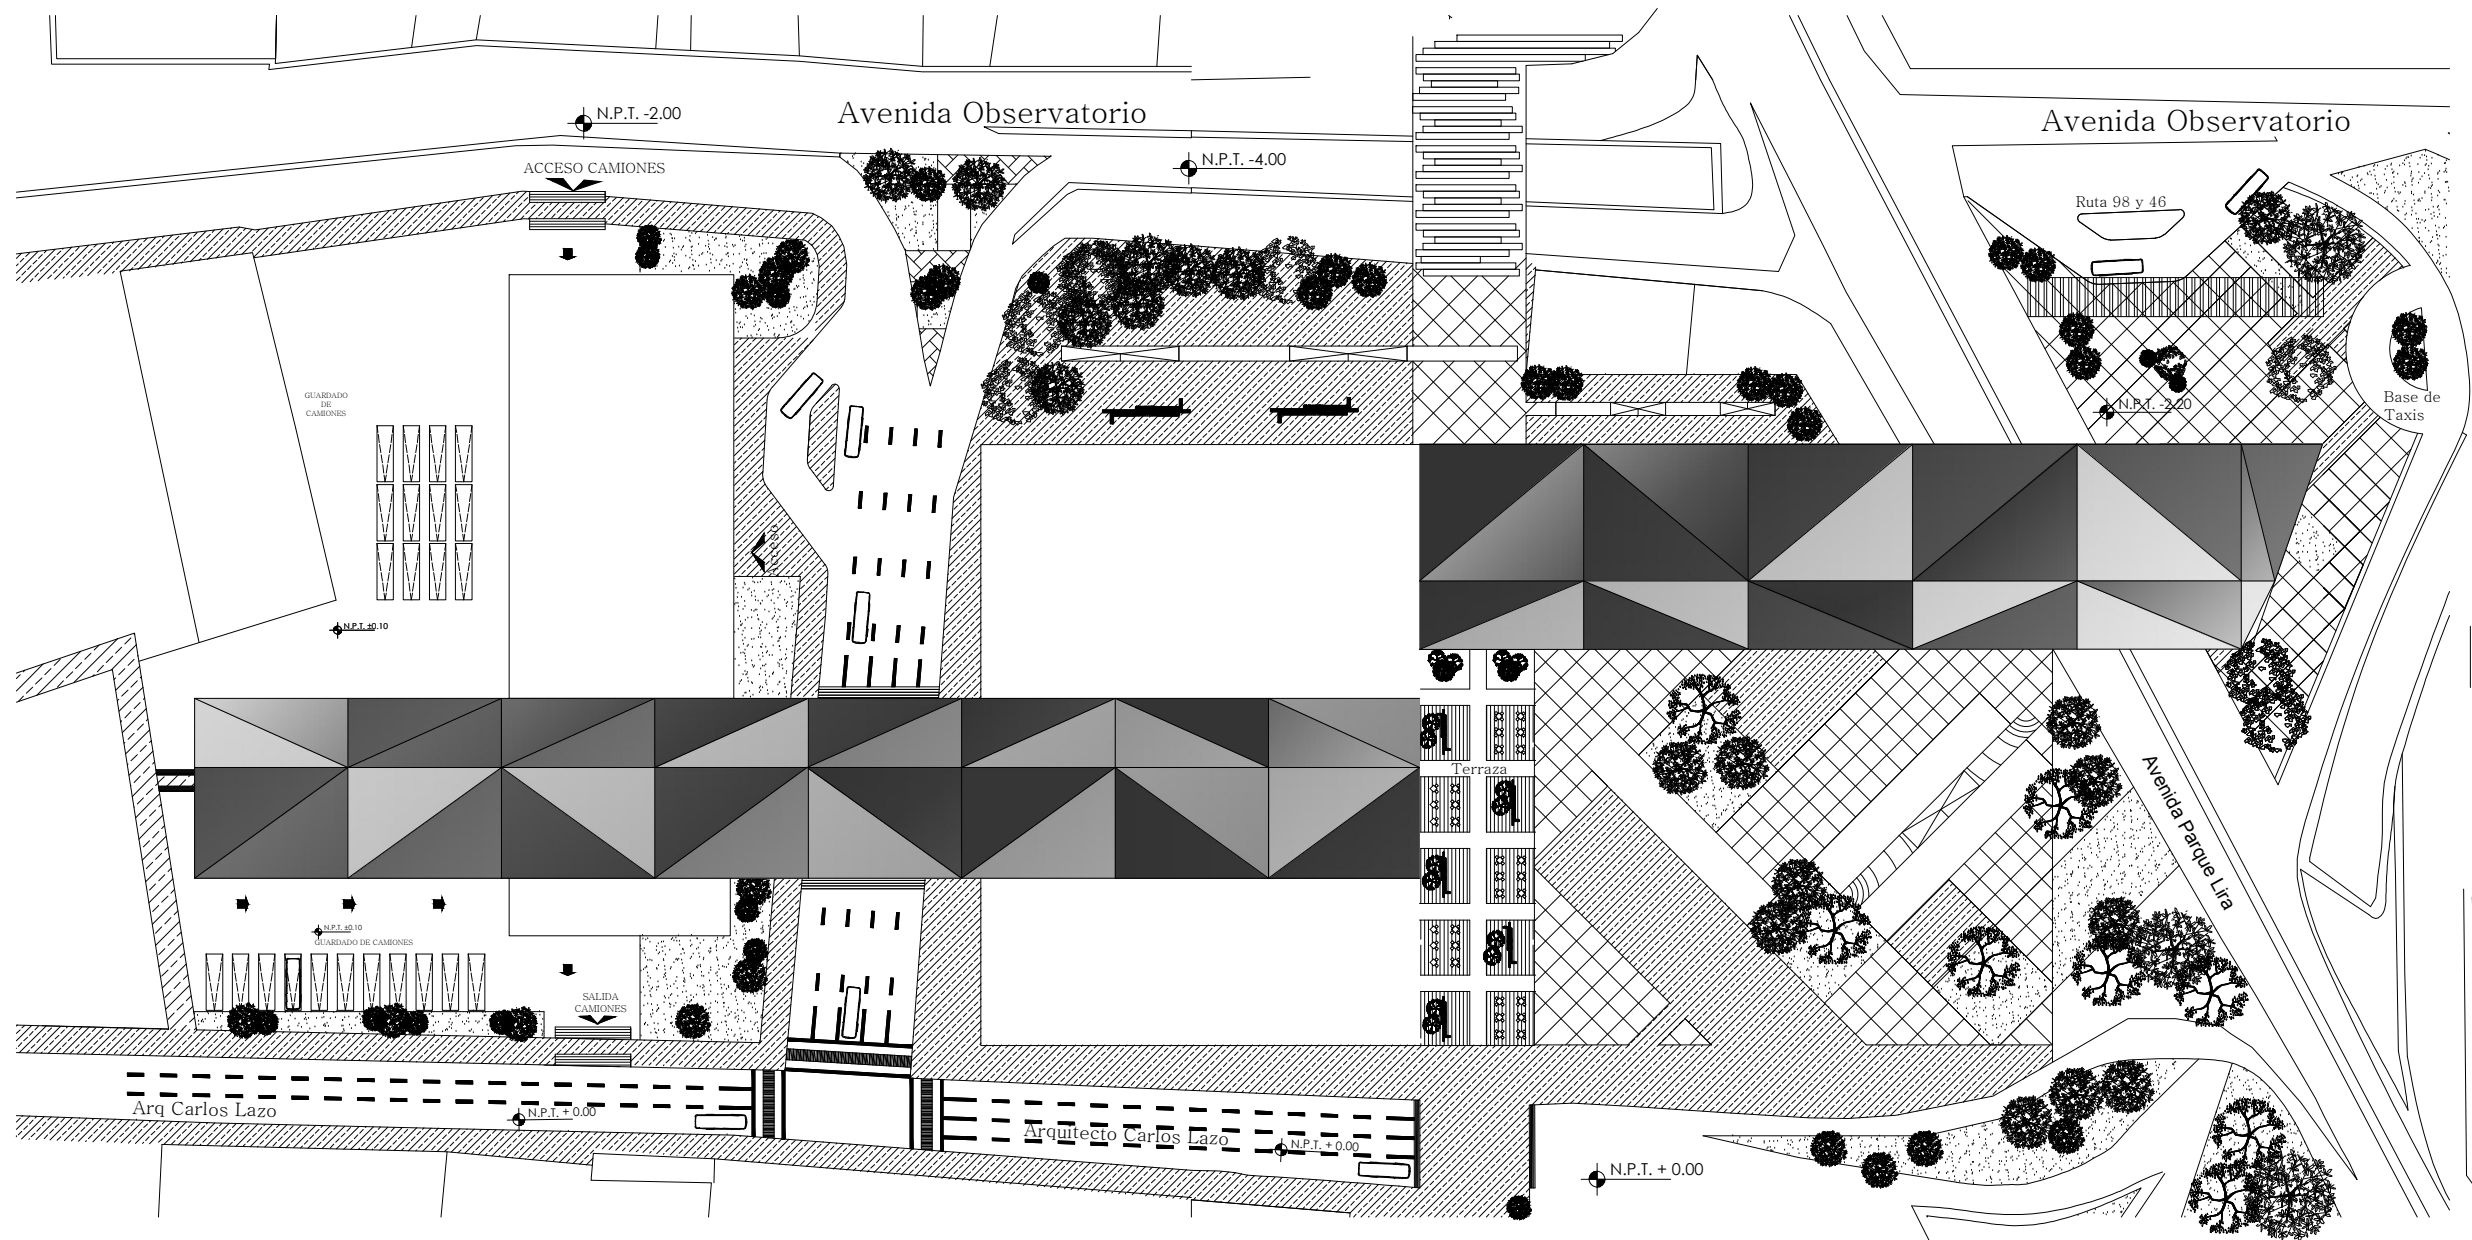 Avenida Observatorio
N.P.T. -2.00
Avenida Observatorio
N.P.T. -4.00
ACCESO CAMIONES
Ruta 98 y 46
GUARDADO
DE
CAMIONES
Base de
Taxis
N.P.T. -2.20
Acceso
N.P.T. ±0.10
Terraza
Avenida Parque Lira
N.P.T. ±0.10
GUARDADO DE CAMIONES
SALIDA
CAMIONES
Arq Carlos Lazo
N.P.T. + 0.00
Arquitecto Carlos Lazo
N.P.T. + 0.00
N.P.T. + 0.00